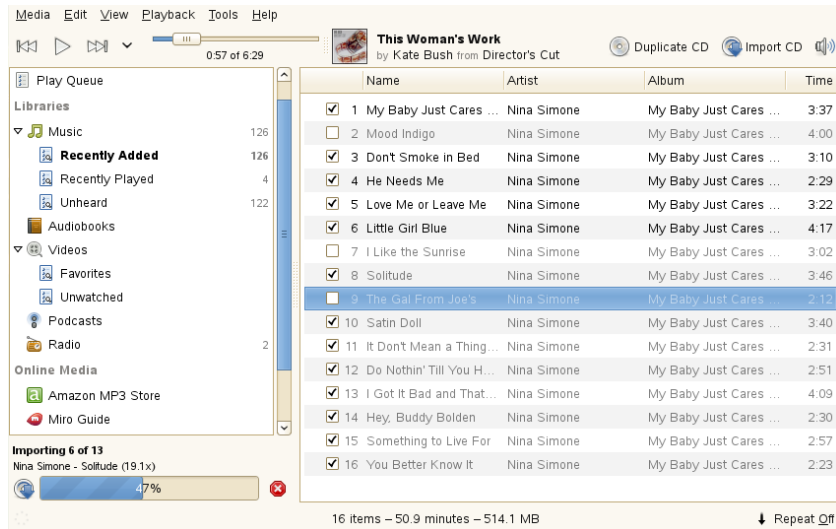 Media Edit View Playback Tools Help
0:57 of 6:29
This Woman's Work
by Kate Bush from Director's Cut
Duplicate CD Import CD
Play Queue
Libraries
Music 126
Recently Added 126
Recently Played 4
Unheard 122
Audiobooks
Videos
Favorites
Unwatched
Podcasts
Radio 2
Online Media
a Amazon MP3 Store
Miro Guide
Importing 6 of 13
Nina Simone - Solitude (19.1x)
47%
Name Artist Album Time
1 My Baby Just Cares ... Nina Simone My Baby Just Cares ... 3:37
2 Mood Indigo Nina Simone My Baby Just Cares ... 4:00
3 Don't Smoke in Bed Nina Simone My Baby Just Cares ... 3:10
4 He Needs Me Nina Simone My Baby Just Cares ... 2:29
5 Love Me or Leave Me Nina Simone My Baby Just Cares ... 3:22
6 Little Girl Blue Nina Simone My Baby Just Cares ... 4:17
7 I Like the Sunrise Nina Simone My Baby Just Cares ... 3:02
8 Solitude Nina Simone My Baby Just Cares ... 3:46
9 The Gal From Joe's Nina Simone My Baby Just Cares ... 2:12
10 Satin Doll Nina Simone My Baby Just Cares ... 3:40
11 It Don't Mean a Thing... Nina Simone My Baby Just Cares ... 2:31
12 Do Nothin' Till You H... Nina Simone My Baby Just Cares ... 2:51
13 I Got It Bad and That... Nina Simone My Baby Just Cares ... 4:09
14 Hey, Buddy Bolden Nina Simone My Baby Just Cares ... 2:30
15 Something to Live For Nina Simone My Baby Just Cares ... 2:57
16 You Better Know It Nina Simone My Baby Just Cares ... 2:23
16 items – 50.9 minutes – 514.1 MB
Repeat Off